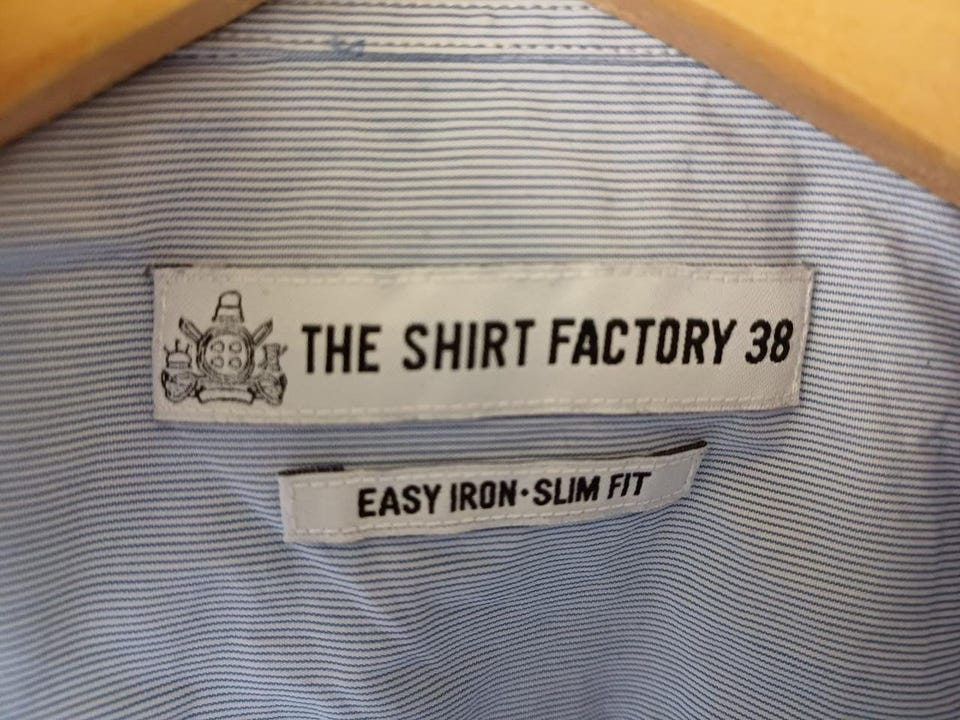 THE SHIRT FACTORY 38
EASY IRON·SLIM FIT